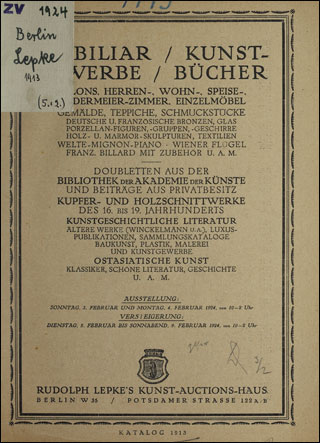 ZV 1924
Berlin
Lepke
1913
(5.2.)
BILIAR / KUNST-
WERBE / BÜCHER
LONS, HERREN-, WOHN-, SPEISE-,
DERMEIER-ZIMMER, EINZELMÖBEL
GEMÄLDE, TEPPICHE, SCHMUCKSTÜCKE
DEUTSCHE U. FRANZÖSISCHE BRONZEN, GLAS
PORZELLAN-FIGUREN, -GRUPPEN, -GESCHIRRE
HOLZ- U. MARMOR-SKULPTUREN, TEXTILIEN
WELTE-MIGNON-PIANO · WIENER FLÜGEL
FRANZ. BILLARD MIT ZUBEHÖR U. A. M.
DOUBLETTEN AUS DER
BIBLIOTHEK DER AKADEMIE DER KÜNSTE
UND BEITRÄGE AUS PRIVATBESITZ
KUPFER- UND HOLZSCHNITTWERKE
DES 16. BIS 19. JAHRHUNDERTS
KUNSTGESCHICHTLICHE LITERATUR
ÄLTERE WERKE (WINCKELMANN U.A.), LUXUS-
PUBLIKATIONEN, SAMMLUNGSKATALOGE
BAUKUNST, PLASTIK, MALEREI
UND KUNSTGEWERBE
OSTASIATISCHE KUNST
KLASSIKER, SCHÖNE LITERATUR, GESCHICHTE
U. A. M.
AUSSTELLUNG:
SONNTAG, 3. FEBRUAR UND MONTAG, 4. FEBRUAR 1924, von 10–2 Uhr
VERSTEIGERUNG:
DIENSTAG, 5. FEBRUAR BIS SONNABEND, 9. FEBRUAR 1924,
3/2
RUDOLPH LEPKE'S KUNST-AUCTIONS-HAUS
BERLIN W 35 / POTSDAMER STRASSE 122 A/B
KATALOG 1913